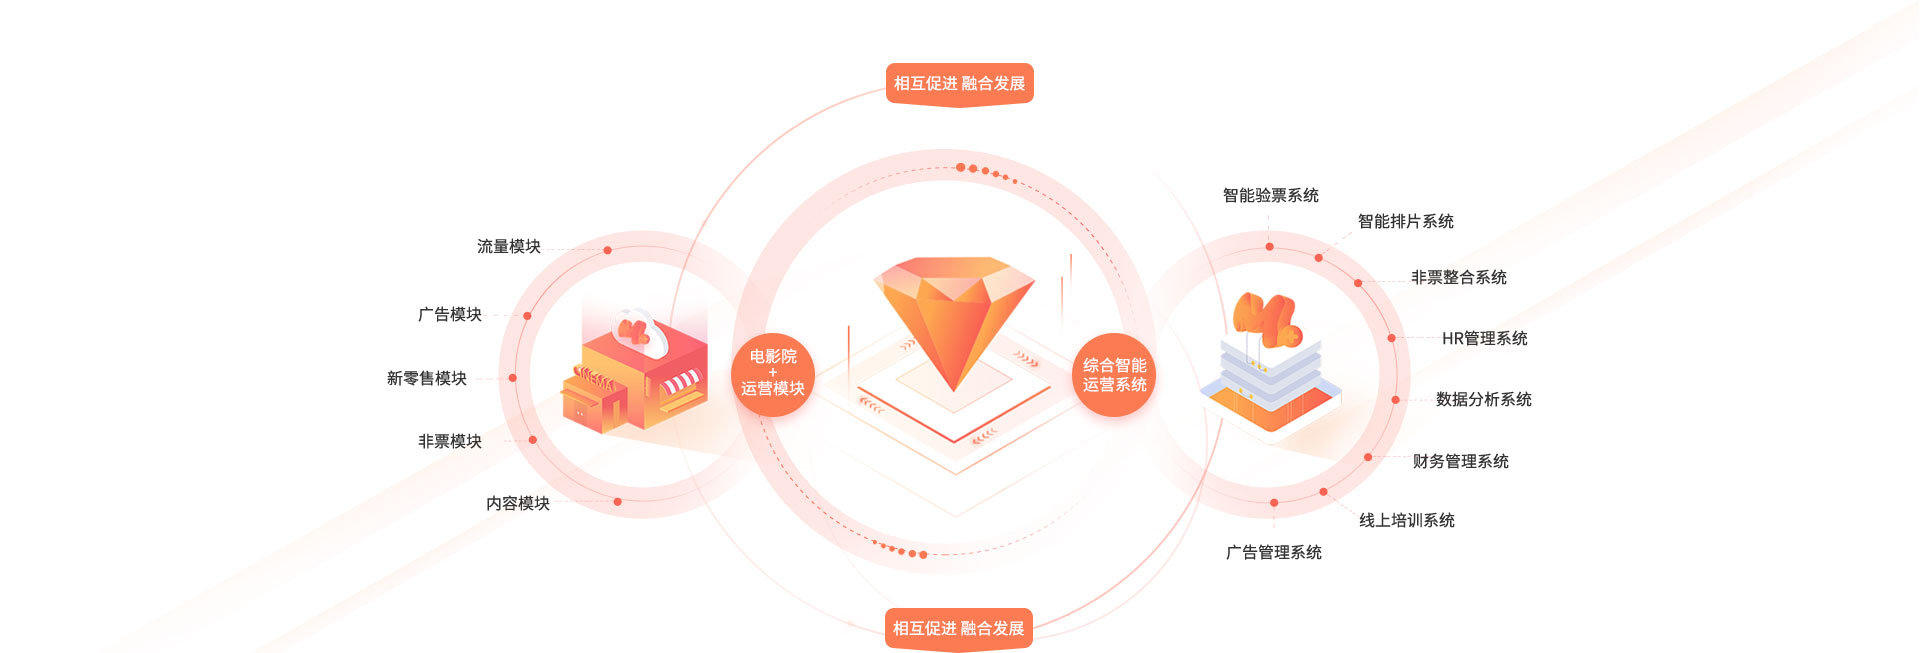 相互促进 融合发展
流量模块
广告模块
新零售模块
非票模块
内容模块
CINEMA
电影院
+
运营模块
综合智能
运营系统
智能验票系统
智能排片系统
非票整合系统
HR管理系统
数据分析系统
财务管理系统
线上培训系统
广告管理系统
相互促进 融合发展